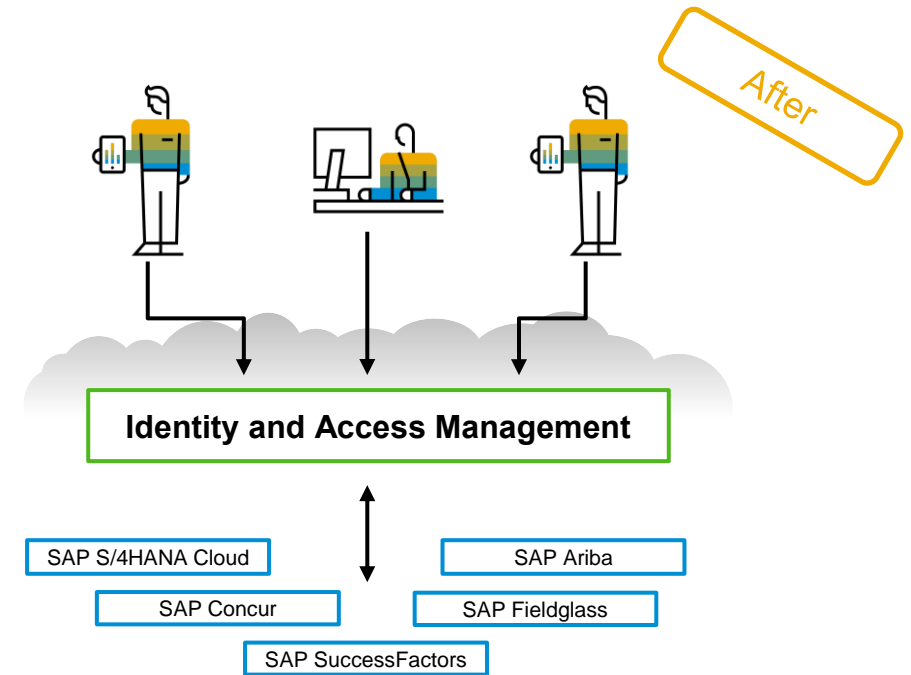 After
Identity and Access Management
SAP S/4HANA Cloud
SAP Ariba
SAP Concur
SAP Fieldglass
SAP SuccessFactors